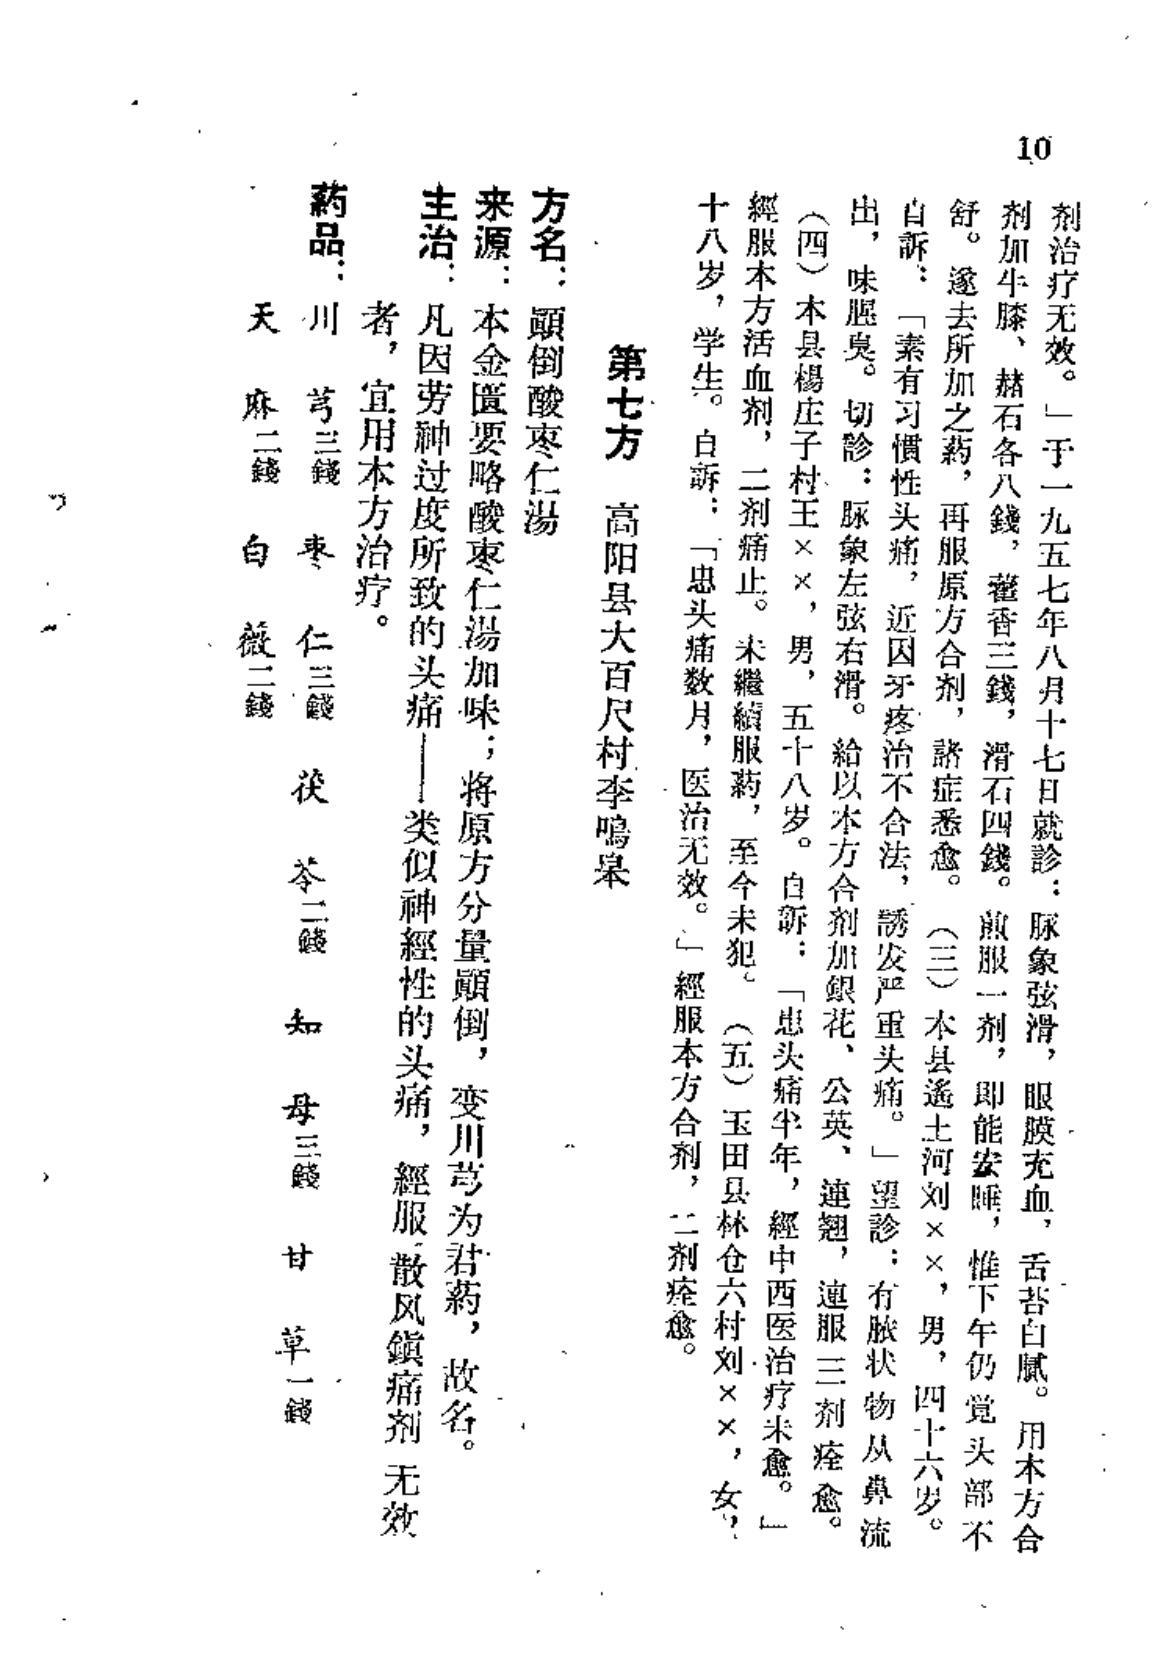 10
剂治疗无效。」于一九五七年八月十七日就診：脉象弦滑，眼膜充血，舌苔白腻。用本方合
剂加牛膝、赭石各八錢，藿香三錢，滑石四錢。煎服一剂，即能安睡，惟下午仍覚头部不
舒。遂去所加之药，再服原方合剂，諸症悉愈。（三）本县遙土河刘××，男，四十六岁。
自訴：「素有习慣性头痛，近因牙疼治不合法，誘发严重头痛。」望診：有脓状物从鼻流
出，味腥臭。切診：脉象左弦右滑。給以本方合剂加銀花、公英、連翘，連服三剂痊愈。
（四）本县楊庄子村王××，男，五十八岁。自訴：「患头痛半年，經中西医治疗未愈。」
經服本方活血剂，二剂痛止。未繼續服药，至今未犯。（五）玉田县林仓六村刘××，女，
十八岁，学生。自訴：「患头痛数月，医治无效。」經服本方合剂，二剂痊愈。
第七方　高阳县大百尺村李鳴皋
方名：顚倒酸枣仁湯
来源：本金匱要略酸枣仁湯加味；将原方分量顚倒，变川芎为君药，故名。
主治：凡因劳神过度所致的头痛——类似神經性的头痛，經服散风鎭痛剂无效
者，宜用本方治疗。
药品：川芎三錢　枣仁三錢　茯苓二錢　知母三錢　甘草一錢
天麻二錢　白薇二錢